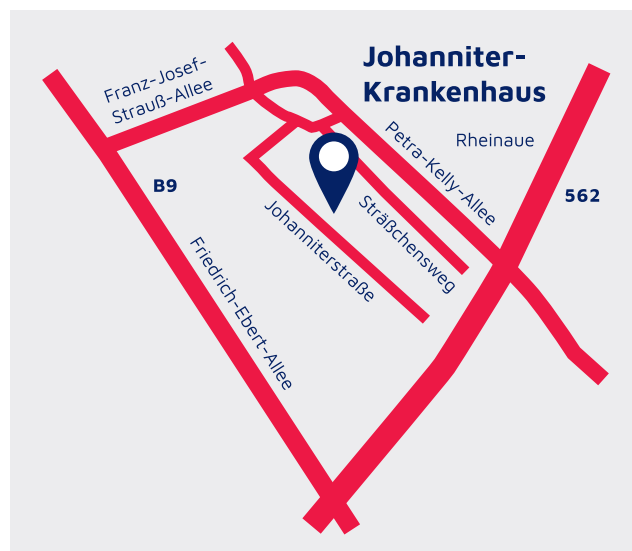 Johanniter-
Krankenhaus
Franz-Josef-
Strauß-Allee
Petra-Kelly-Allee
Rheinaue
B9
562
Sträßchensweg
Johanniterstraße
Friedrich-Ebert-Allee